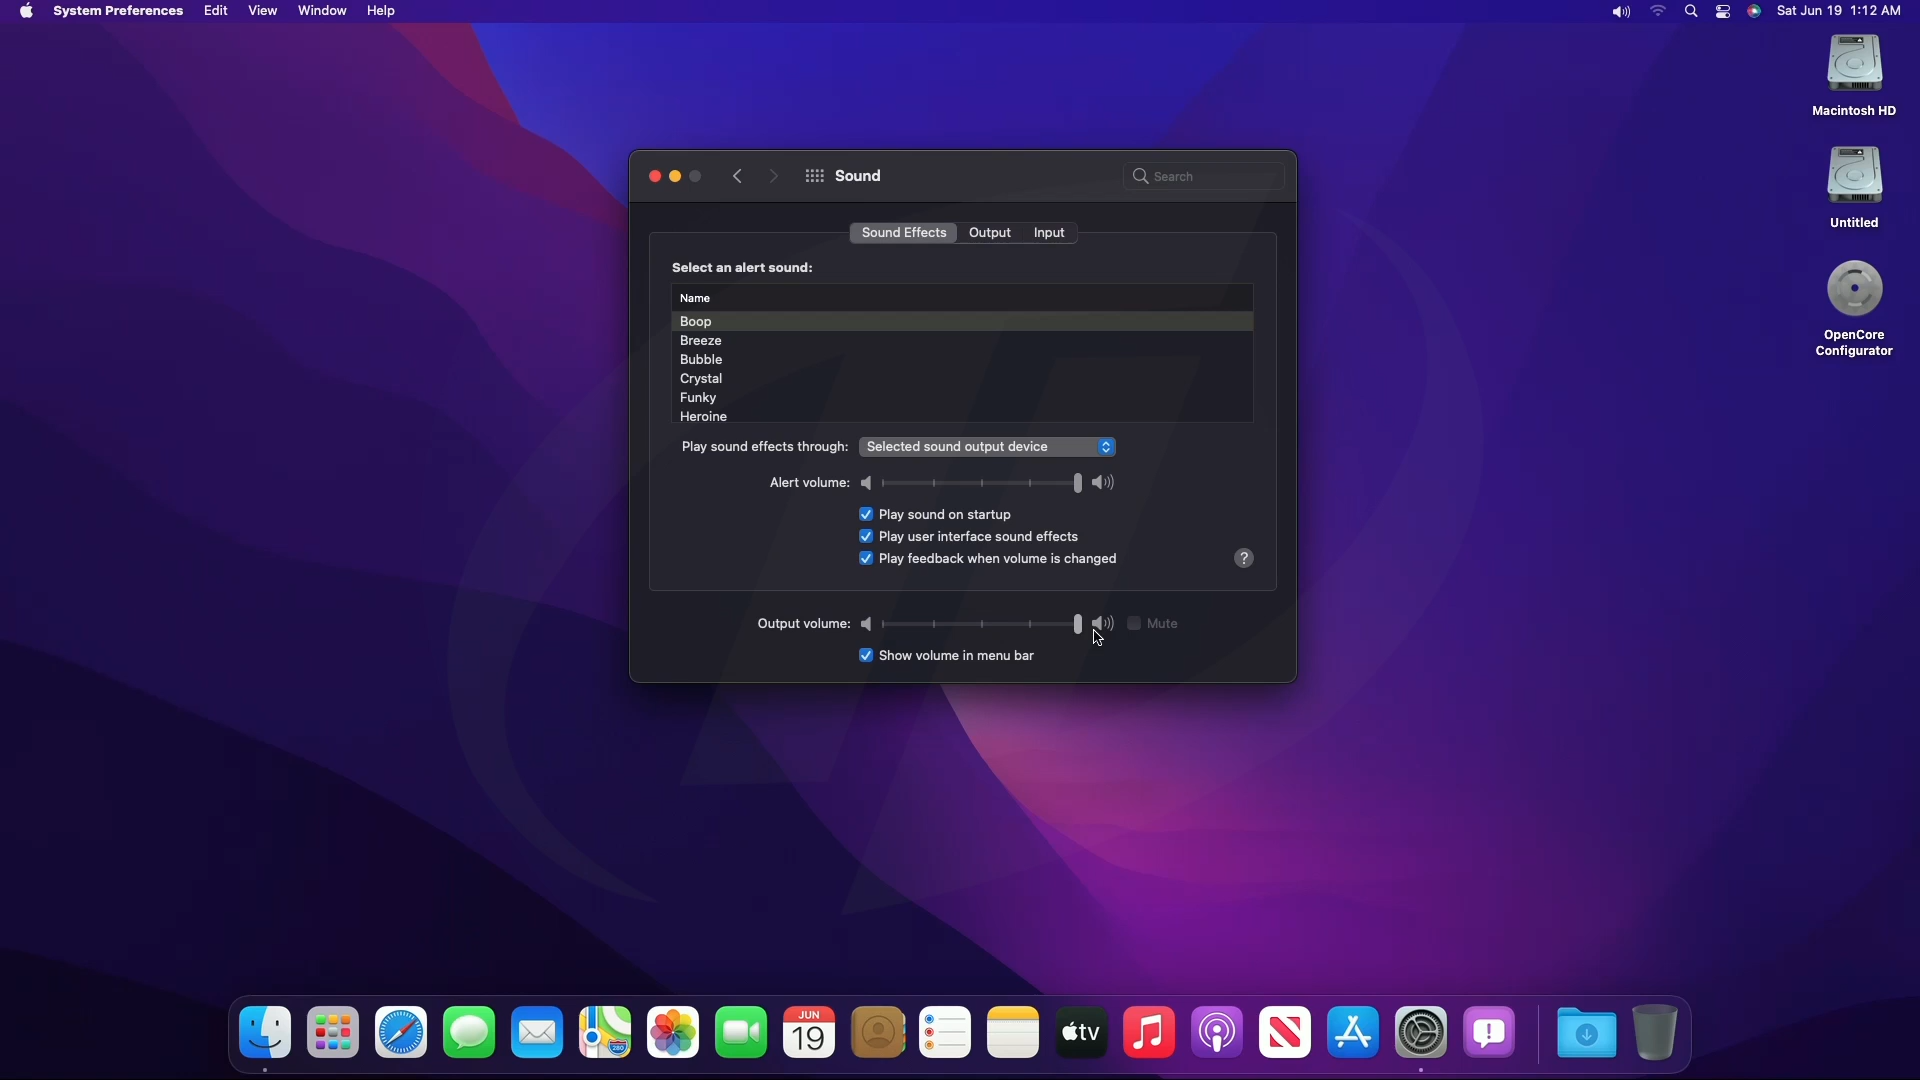 System Preferences Edit View Window Help
Sat Jun 19 1:12 AM
Macintosh HD
Untitled
OpenCore
Configurator
Sound
Search
Sound Effects Output Input
Select an alert sound:
Name
Boop
Breeze
Bubble
Crystal
Funky
Heroine
Play sound effects through: Selected sound output device
Alert volume:
Play sound on startup
Play user interface sound effects
Play feedback when volume is changed
?
Output volume: Mute
Show volume in menu bar
280
JUN
19
tv